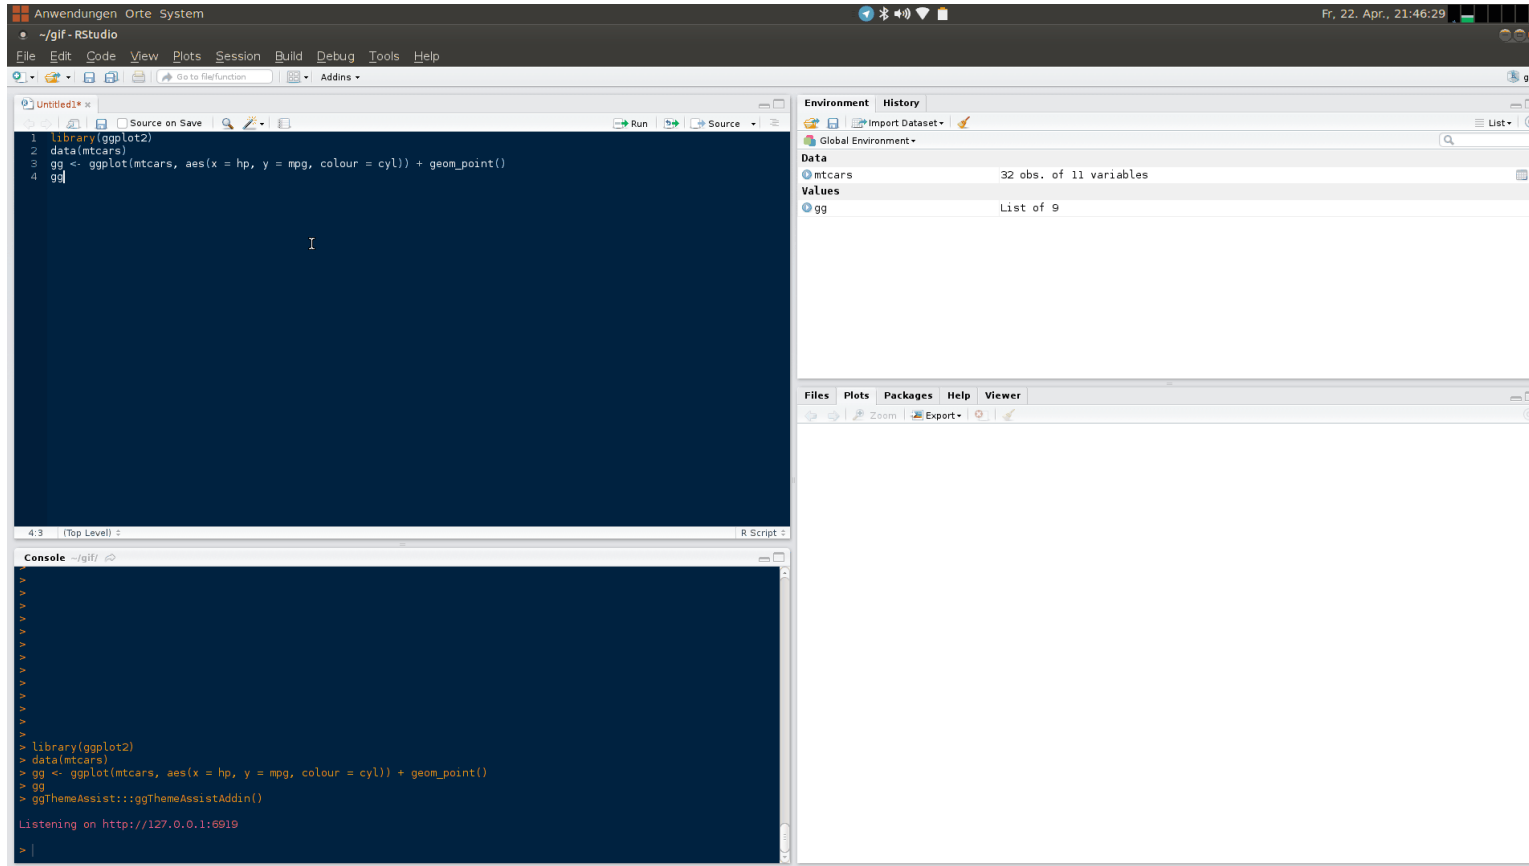 Anwendungen Orte System
Fr, 22. Apr., 21:46:29
~/gif - RStudio
File Edit Code View Plots Session Build Debug Tools Help
Go to file/function Addins
Untitled1*
Source on Save Run Source
1 library(ggplot2)
2 data(mtcars)
3 gg <- ggplot(mtcars, aes(x = hp, y = mpg, colour = cyl)) + geom_point()
4 gg
4:3 (Top Level) R Script
Console ~/gif/
>
>
>
>
>
>
>
>
>
>
>
>
>
>
> library(ggplot2)
> data(mtcars)
> gg <- ggplot(mtcars, aes(x = hp, y = mpg, colour = cyl)) + geom_point()
> gg
> ggThemeAssist:::ggThemeAssistAddin()
Listening on http://127.0.0.1:6919
>
Environment History
Import Dataset List
Global Environment
Data
mtcars 32 obs. of 11 variables
Values
gg List of 9
Files Plots Packages Help Viewer
Zoom Export